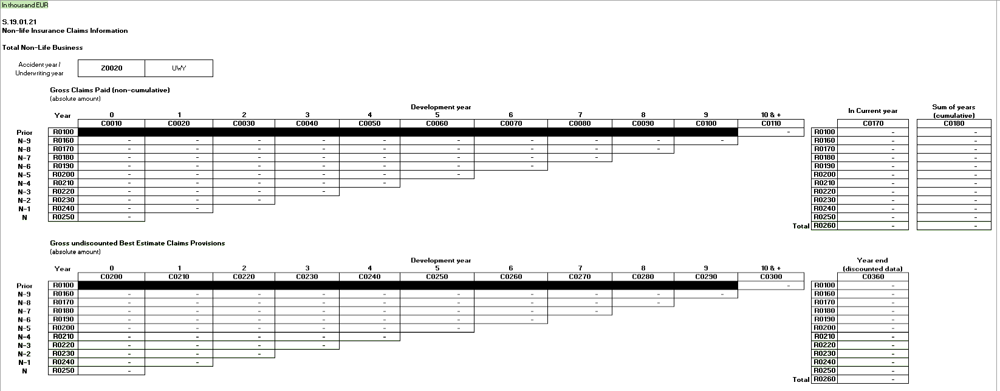 In thousand EUR
S.19.01.21
Non-life Insurance Claims Information
Total Non-Life Business
Accident year / Underwriting year Z0020 UWY
Gross Claims Paid (non-cumulative)
(absolute amount)
Development year In Current year Sum of years (cumulative)
Year 0 1 2 3 4 5 6 7 8 9 10 & +
C0010 C0020 C0030 C0040 C0050 C0060 C0070 C0080 C0090 C0100 C0110 C0170 C0180
Prior R0100 - R0100 - -
N-9 R0160 - - - - - - - - - - R0160 - -
N-8 R0170 - - - - - - - - - R0170 - -
N-7 R0180 - - - - - - - - R0180 - -
N-6 R0190 - - - - - - - R0190 - -
N-5 R0200 - - - - - - R0200 - -
N-4 R0210 - - - - - R0210 - -
N-3 R0220 - - - - R0220 - -
N-2 R0230 - - - R0230 - -
N-1 R0240 - - R0240 - -
N R0250 - R0250 - -
Total R0260 - -
Gross undiscounted Best Estimate Claims Provisions
(absolute amount)
Development year Year end (discounted data)
Year 0 1 2 3 4 5 6 7 8 9 10 & +
C0200 C0210 C0220 C0230 C0240 C0250 C0260 C0270 C0280 C0290 C0300 C0360
Prior R0100 - R0100 -
N-9 R0160 - - - - - - - - - - R0160 -
N-8 R0170 - - - - - - - - - R0170 -
N-7 R0180 - - - - - - - - R0180 -
N-6 R0190 - - - - - - - R0190 -
N-5 R0200 - - - - - - R0200 -
N-4 R0210 - - - - - R0210 -
N-3 R0220 - - - - R0220 -
N-2 R0230 - - - R0230 -
N-1 R0240 - - R0240 -
N R0250 - R0250 -
Total R0260 -